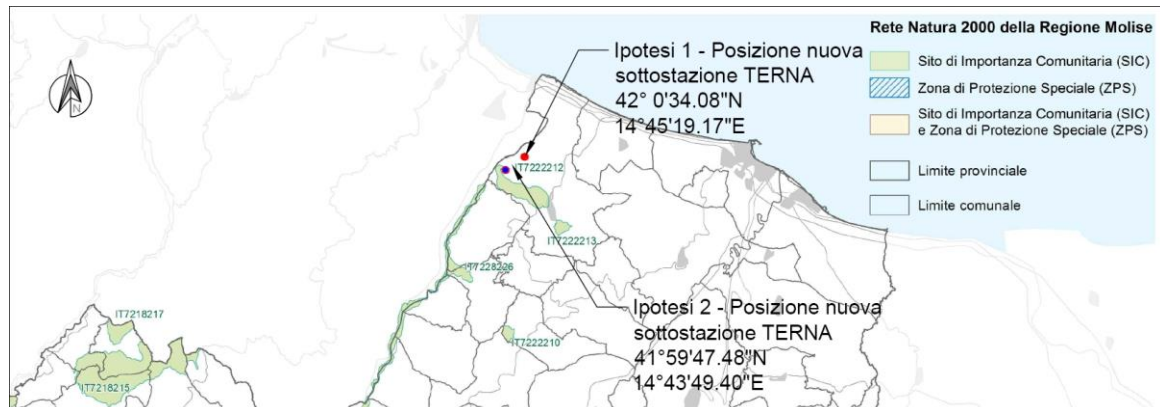 Rete Natura 2000 della Regione Molise
Sito di Importanza Comunitaria (SIC)
Zona di Protezione Speciale (ZPS)
Sito di Importanza Comunitaria (SIC)
e Zona di Protezione Speciale (ZPS)
Limite provinciale
Limite comunale
N
Ipotesi 1 - Posizione nuova
sottostazione TERNA
42° 0'34.08"N
14°45'19.17"E
IT7222212
IT7222213
IT7228226
IT7222210
IT7218217
IT7218215
Ipotesi 2 - Posizione nuova
sottostazione TERNA
41°59'47.48"N
14°43'49.40"E